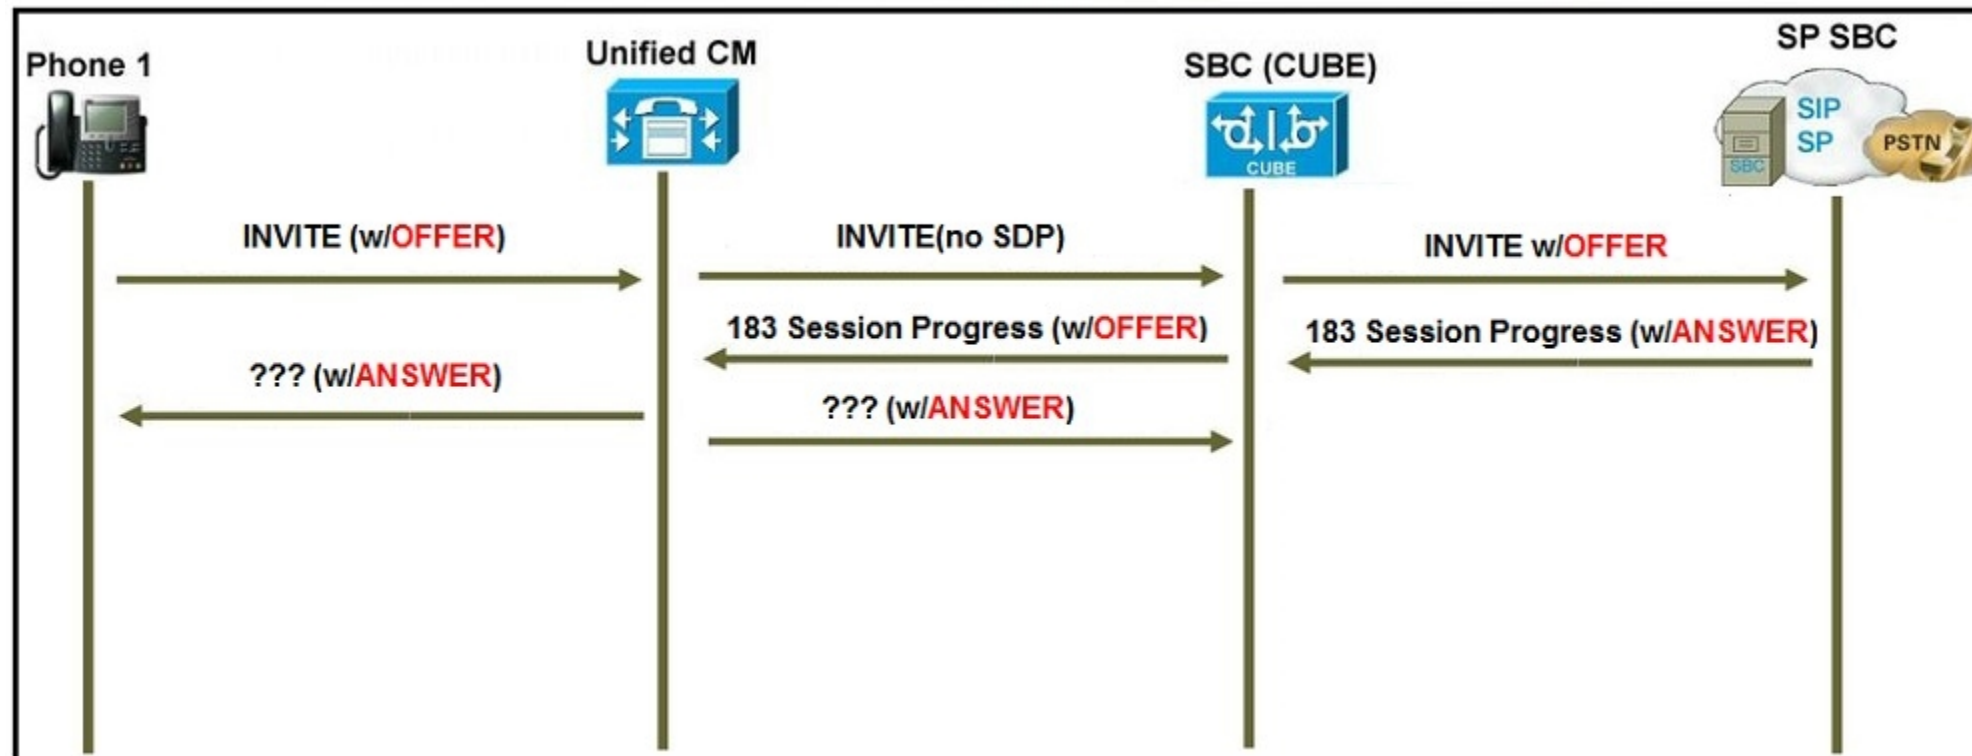 Phone 1
Unified CM
SBC (CUBE)
SP SBC
CUBE
SIP
SP
SBC
PSTN
INVITE (w/OFFER)
INVITE(no SDP)
INVITE w/OFFER
183 Session Progress (w/OFFER)
183 Session Progress (w/ANSWER)
??? (w/ANSWER)
??? (w/ANSWER)